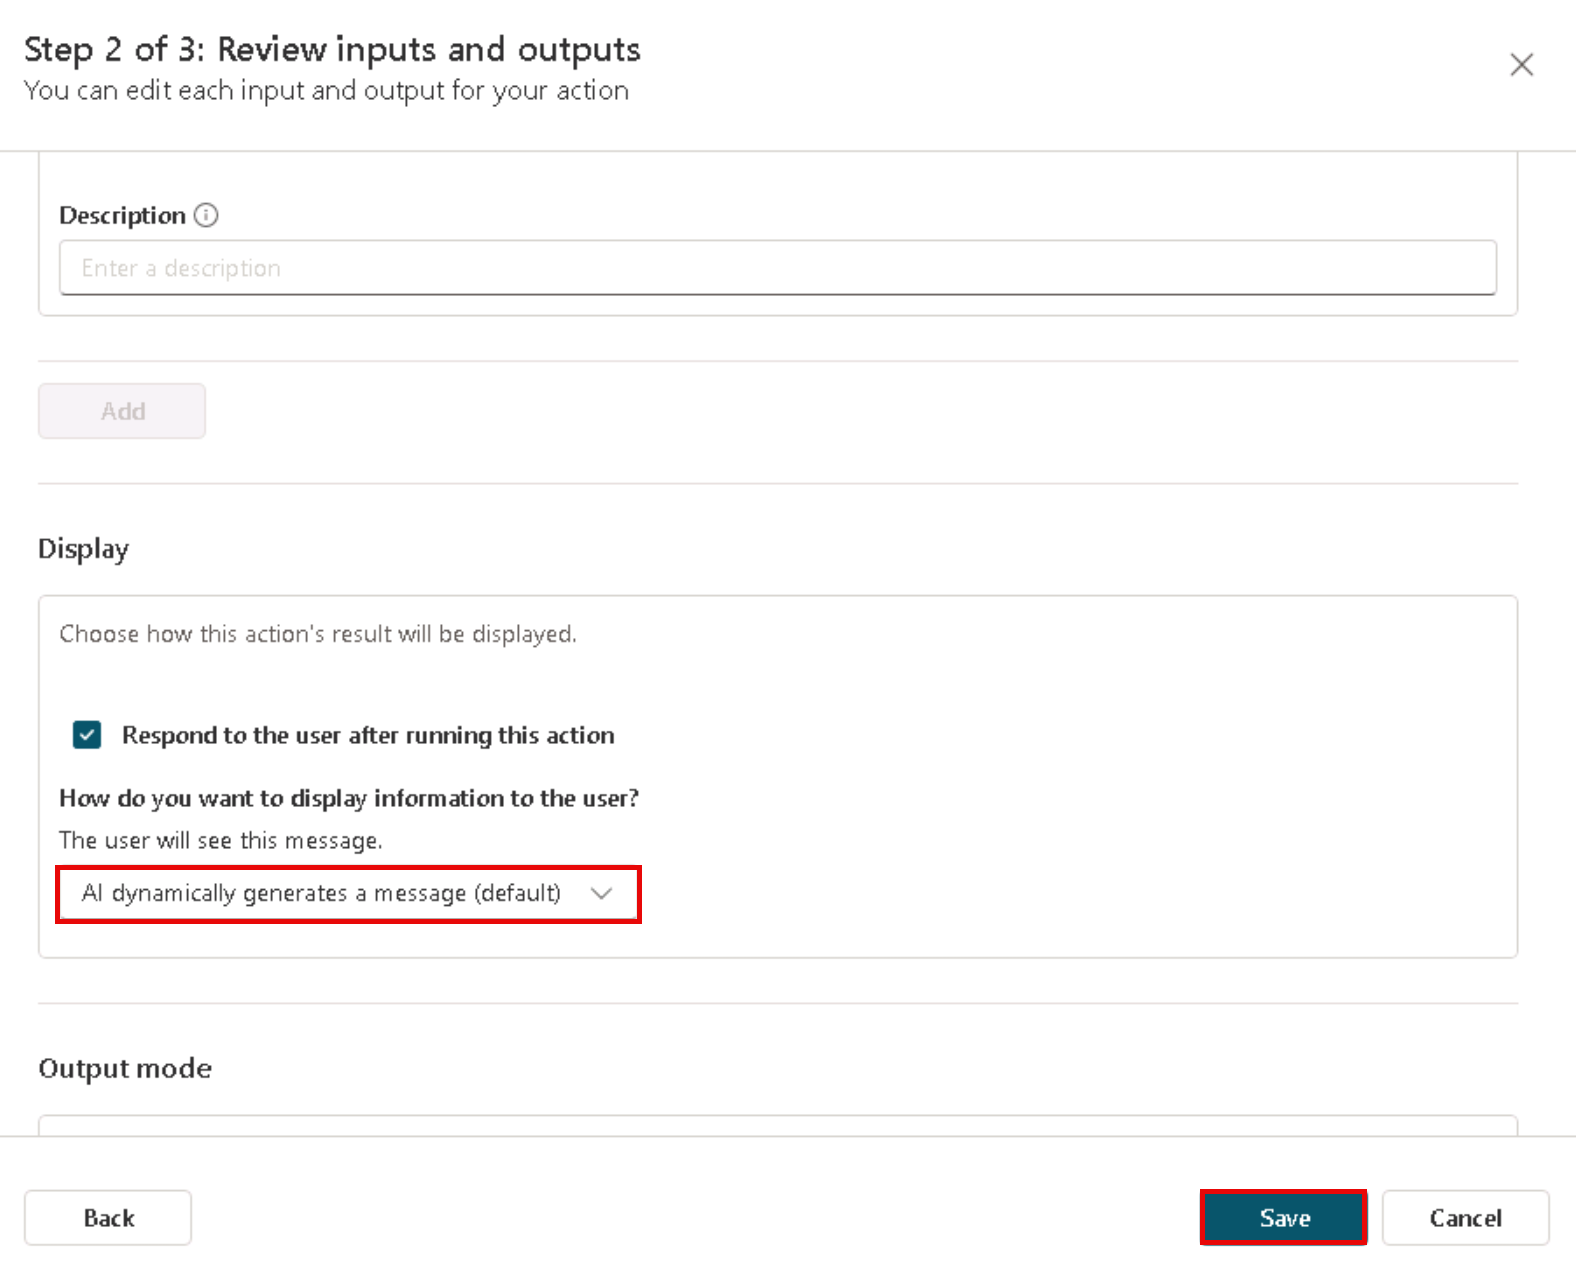 Step 2 of 3: Review inputs and outputs
You can edit each input and output for your action
Description
Enter a description
Add
Display
Choose how this action's result will be displayed.
Respond to the user after running this action
How do you want to display information to the user?
The user will see this message.
AI dynamically generates a message (default)
Output mode
Back
Save
Cancel